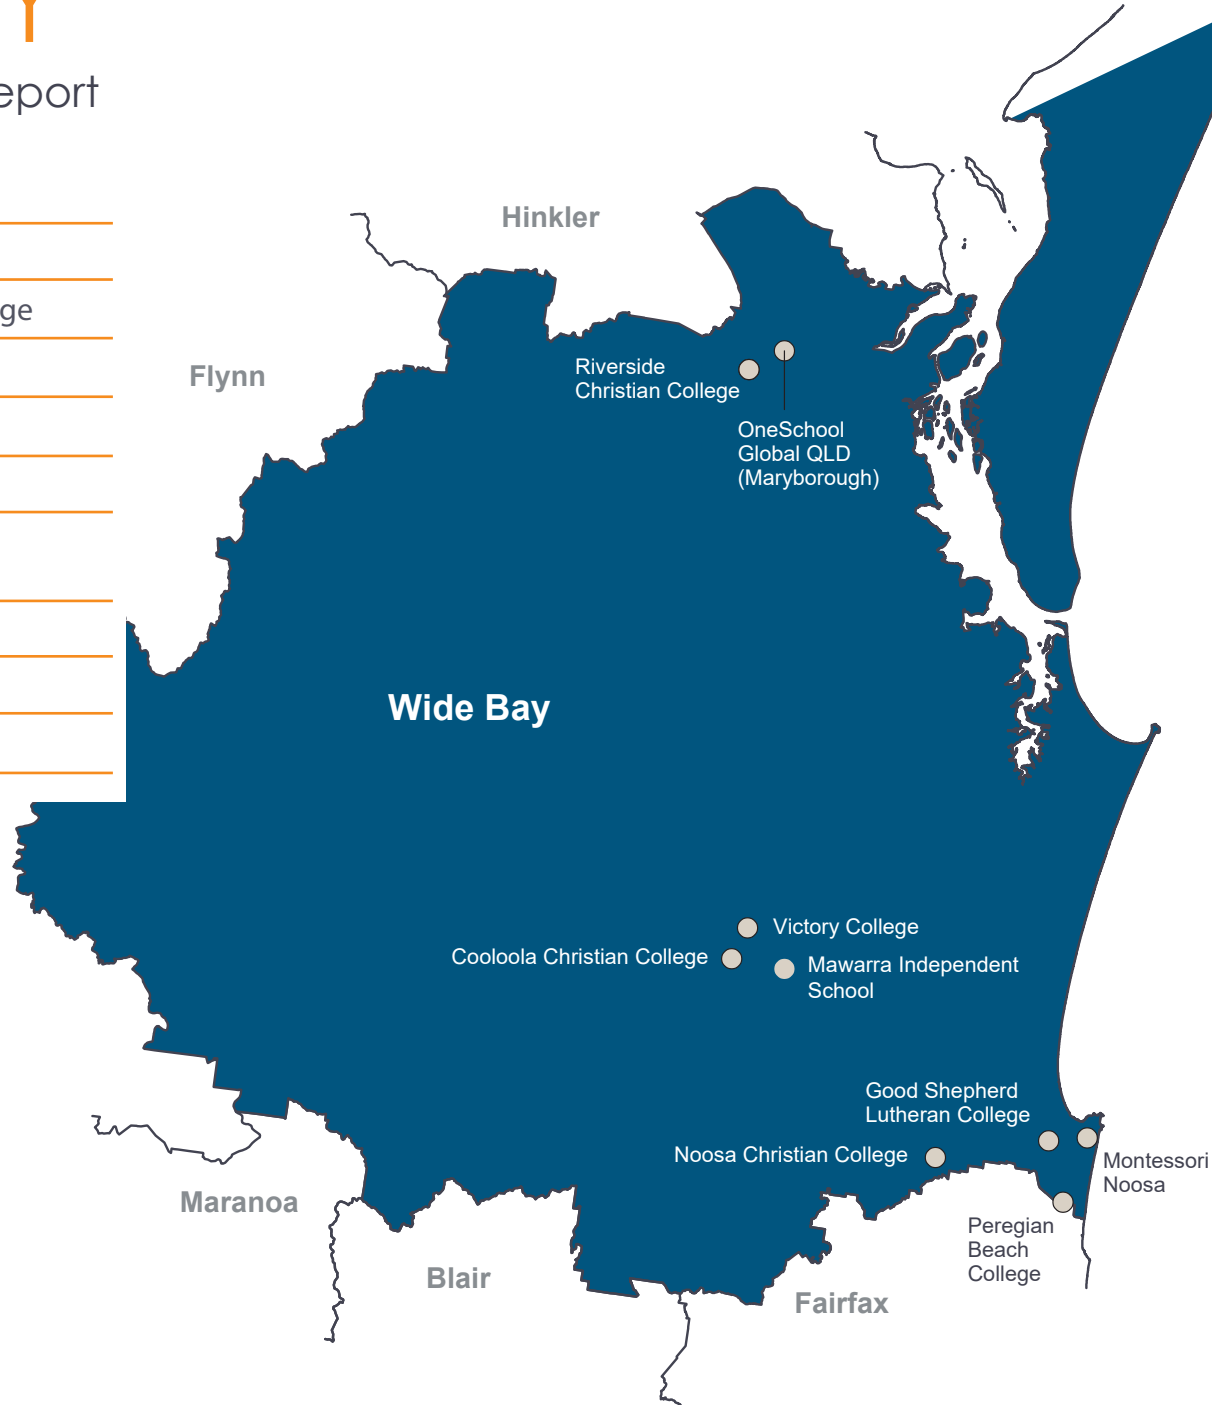 Y
eport
ge
Hinkler
Flynn
Riverside
Christian College
OneSchool
Global QLD
(Maryborough)
Wide Bay
Victory College
Cooloola Christian College
Mawarra Independent
School
Good Shepherd
Lutheran College
Noosa Christian College
Montessori
Noosa
Maranoa
Peregian
Beach
College
Blair
Fairfax